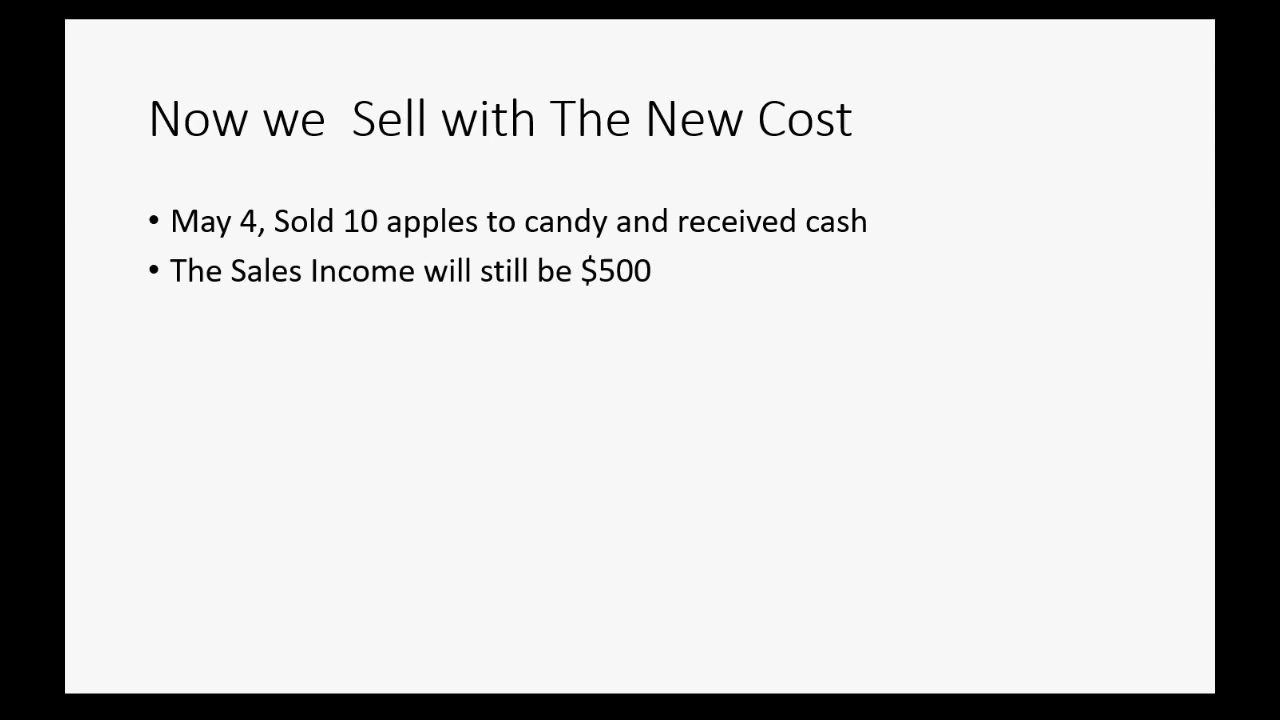 Now we  Sell with The New Cost
• May 4, Sold 10 apples to candy and received cash
• The Sales Income will still be $500